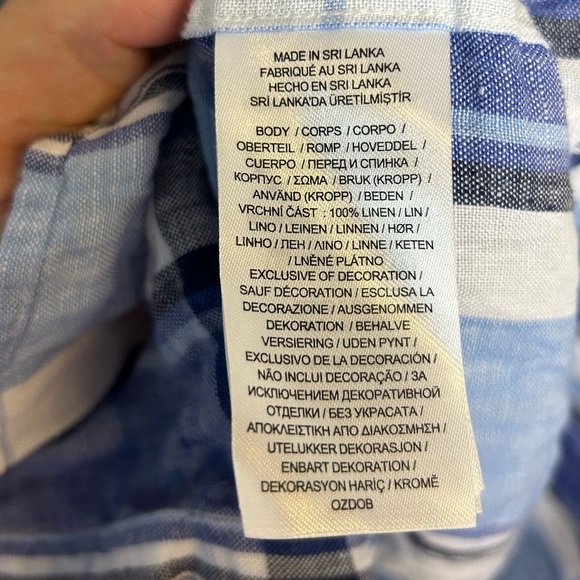 MADE IN SRI LANKA
FABRIQUÉ AU SRI LANKA
HECHO EN SRI LANKA
SRİ LANKA'DA ÜRETİLMİŞTİR
BODY / CORPS / CORPO /
OBERTEIL / ROMP / HOVEDDEL /
CUERPO / ПЕРЕД И СПИНКА /
КОРПУС / ΣΩΜΑ / BRUK (KROPP) /
ANVÄND (KROPP) / BEDEN /
VRCHNÍ ČÁST : 100% LINEN / LIN /
LINO / LEINEN / LINNEN / HØR /
LINHO / ЛЕН / ΛΙΝΟ / LINNE / KETEN
/ LNĚNÉ PLÁTNO
EXCLUSIVE OF DECORATION /
SAUF DÉCORATION / ESCLUSA LA
DECORAZIONE / AUSGENOMMEN
DEKORATION / BEHALVE
VERSIERING / UDEN PYNT /
EXCLUSIVO DE LA DECORACIÓN /
NÃO INCLUI DECORAÇÃO / ЗА
ИСКЛЮЧЕНИЕМ ДЕКОРАТИВНОЙ
ОТДЕЛКИ / БЕЗ УКРАСАТА /
ΑΠΟΚΛΕΙΣΤΙΚΗ ΑΠΟ ΔΙΑΚΟΣΜΗΣΗ /
UTELUKKER DEKORASJON /
ENBART DEKORATION /
DEKORASYON HARİÇ / KROMĚ
OZDOB